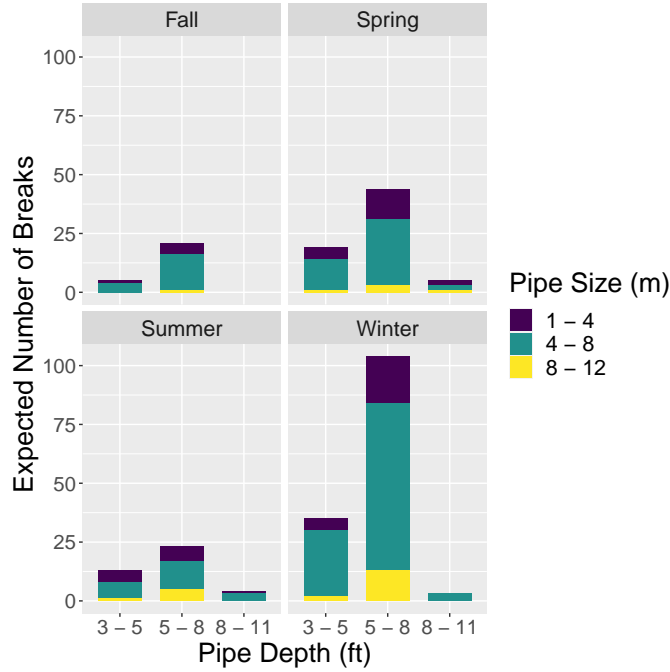 Fall Spring
100
75
50
25
0
Summer Winter
100
75
50
25
0
3 − 5 5 − 8 8 − 11 3 − 5 5 − 8 8 − 11
Pipe Depth (ft)
Expected Number of Breaks
Pipe Size (m)
1 − 4
4 − 8
8 − 12